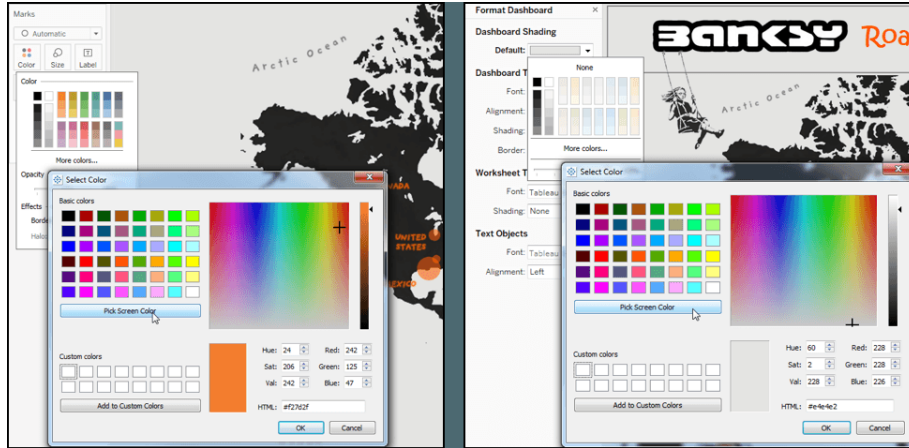 Marks
Automatic
Color
Size
Label
Color
More colors...
Opacity
Effects
Borde
Halo
Arctic Ocean
NADA
UNITED
STATES
MEXICO
Select Color
Basic colors
Pick Screen Color
Custom colors
Add to Custom Colors
Hue: 24
Red: 242
Sat: 206
Green: 125
Val: 242
Blue: 47
HTML: #f27d2f
OK
Cancel
Format Dashboard
Dashboard Shading
Default:
None
Dashboard T
Font:
Alignment:
Shading:
Border:
More colors...
Worksheet T
Font: Tableau
Shading: None
Text Objects
Font: Tableau
Alignment: Left
BANKSY Roa
Arctic Ocean
Select Color
Basic colors
Pick Screen Color
Custom colors
Add to Custom Colors
Hue: 60
Red: 228
Sat: 2
Green: 228
Val: 228
Blue: 226
HTML: #e4e4e2
OK
Cancel